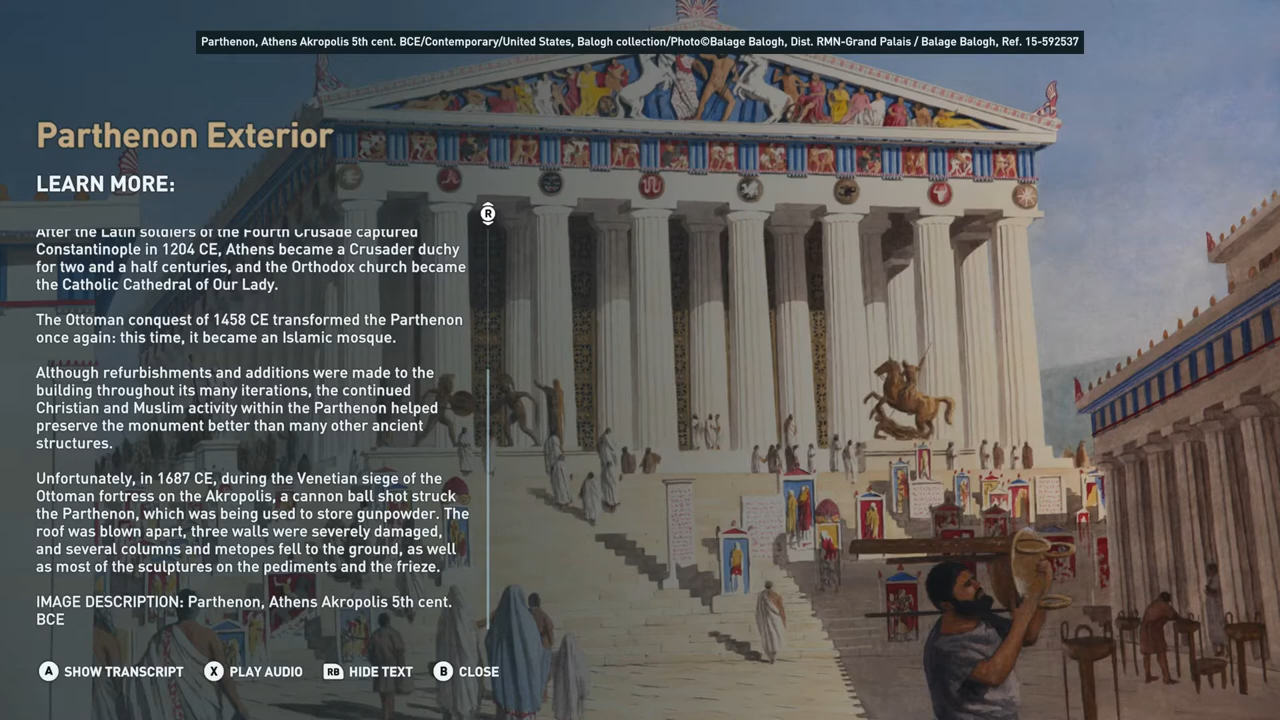 Parthenon, Athens Akropolis 5th cent. BCE/Contemporary/United States, Balogh collection/Photo©Balage Balogh, Dist. RMN-Grand Palais / Balage Balogh, Ref. 15-592537
Parthenon Exterior
LEARN MORE:
R
After the Latin soldiers of the Fourth Crusade captured
Constantinople in 1204 CE, Athens became a Crusader duchy
for two and a half centuries, and the Orthodox church became
the Catholic Cathedral of Our Lady.
The Ottoman conquest of 1458 CE transformed the Parthenon
once again: this time, it became an Islamic mosque.
Although refurbishments and additions were made to the
building throughout its many iterations, the continued
Christian and Muslim activity within the Parthenon helped
preserve the monument better than many other ancient
structures.
Unfortunately, in 1687 CE, during the Venetian siege of the
Ottoman fortress on the Akropolis, a cannon ball shot struck
the Parthenon, which was being used to store gunpowder. The
roof was blown apart, three walls were severely damaged,
and several columns and metopes fell to the ground, as well
as most of the sculptures on the pediments and the frieze.
IMAGE DESCRIPTION: Parthenon, Athens Akropolis 5th cent.
BCE
A SHOW TRANSCRIPT X PLAY AUDIO RB HIDE TEXT B CLOSE